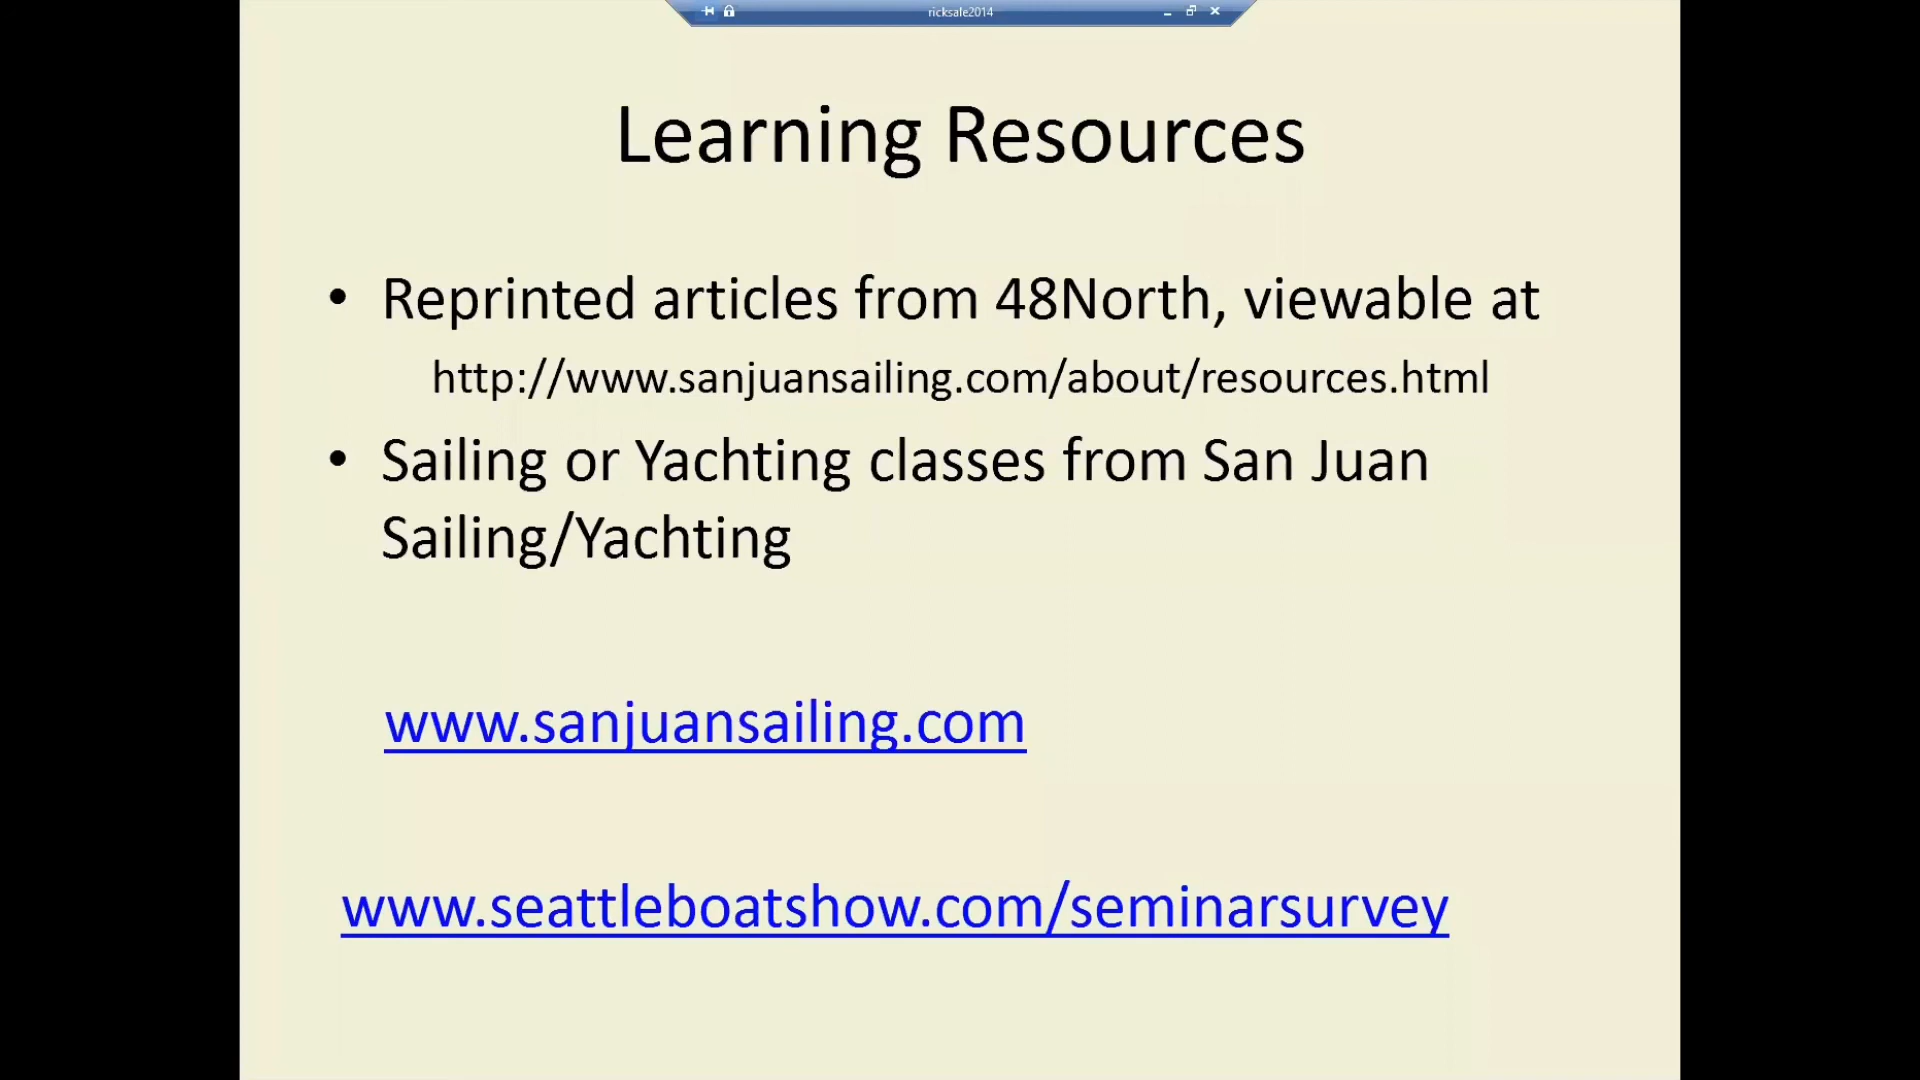 ricksale2014
Learning Resources
• Reprinted articles from 48North, viewable at
http://www.sanjuansailing.com/about/resources.html
• Sailing or Yachting classes from San Juan
Sailing/Yachting
www.sanjuansailing.com
www.seattleboatshow.com/seminarsurvey